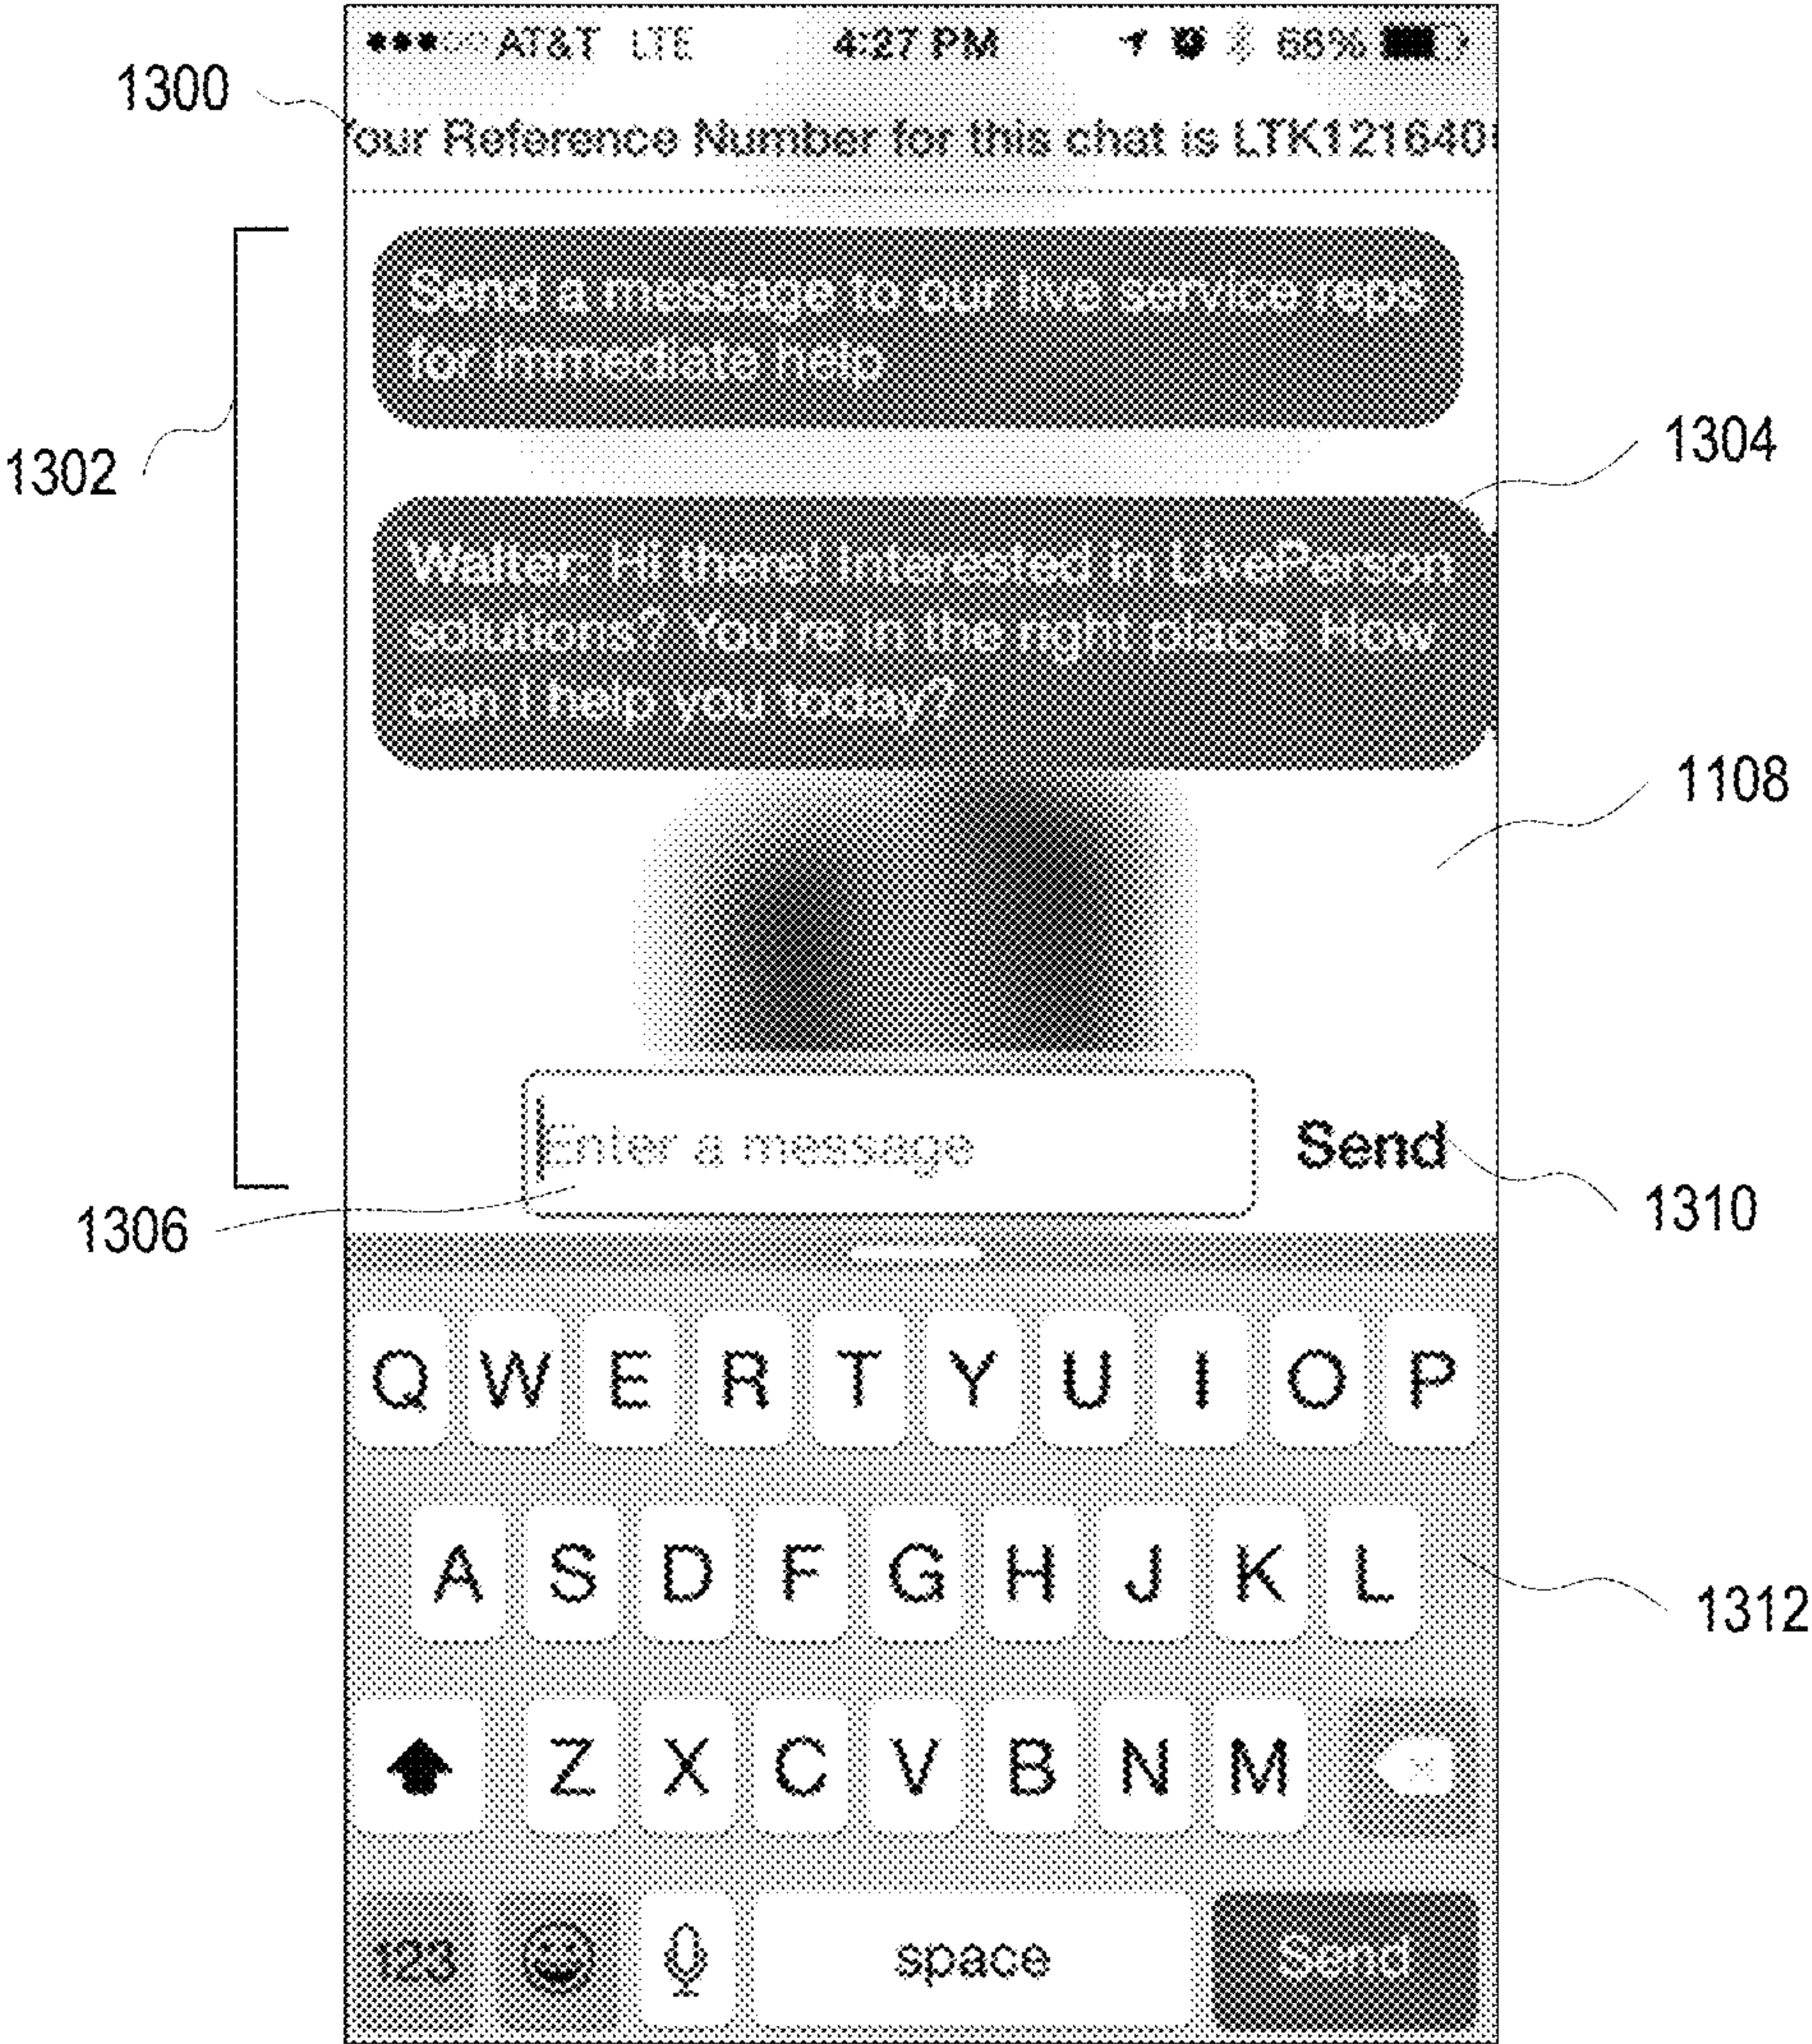 ●●●○○ AT&T LTE 4:27 PM 68%
1300
Your Reference Number for this chat is LTK121640
Send a message to our live service reps
for immediate help
1302
1304
Walter: Hi there! Interested in LivePerson
solutions? You're in the right place. How
can I help you today?
1108
Enter a message Send
1306
1310
Q W E R T Y U I O P
A S D F G H J K L
1312
Z X C V B N M
123 space Send